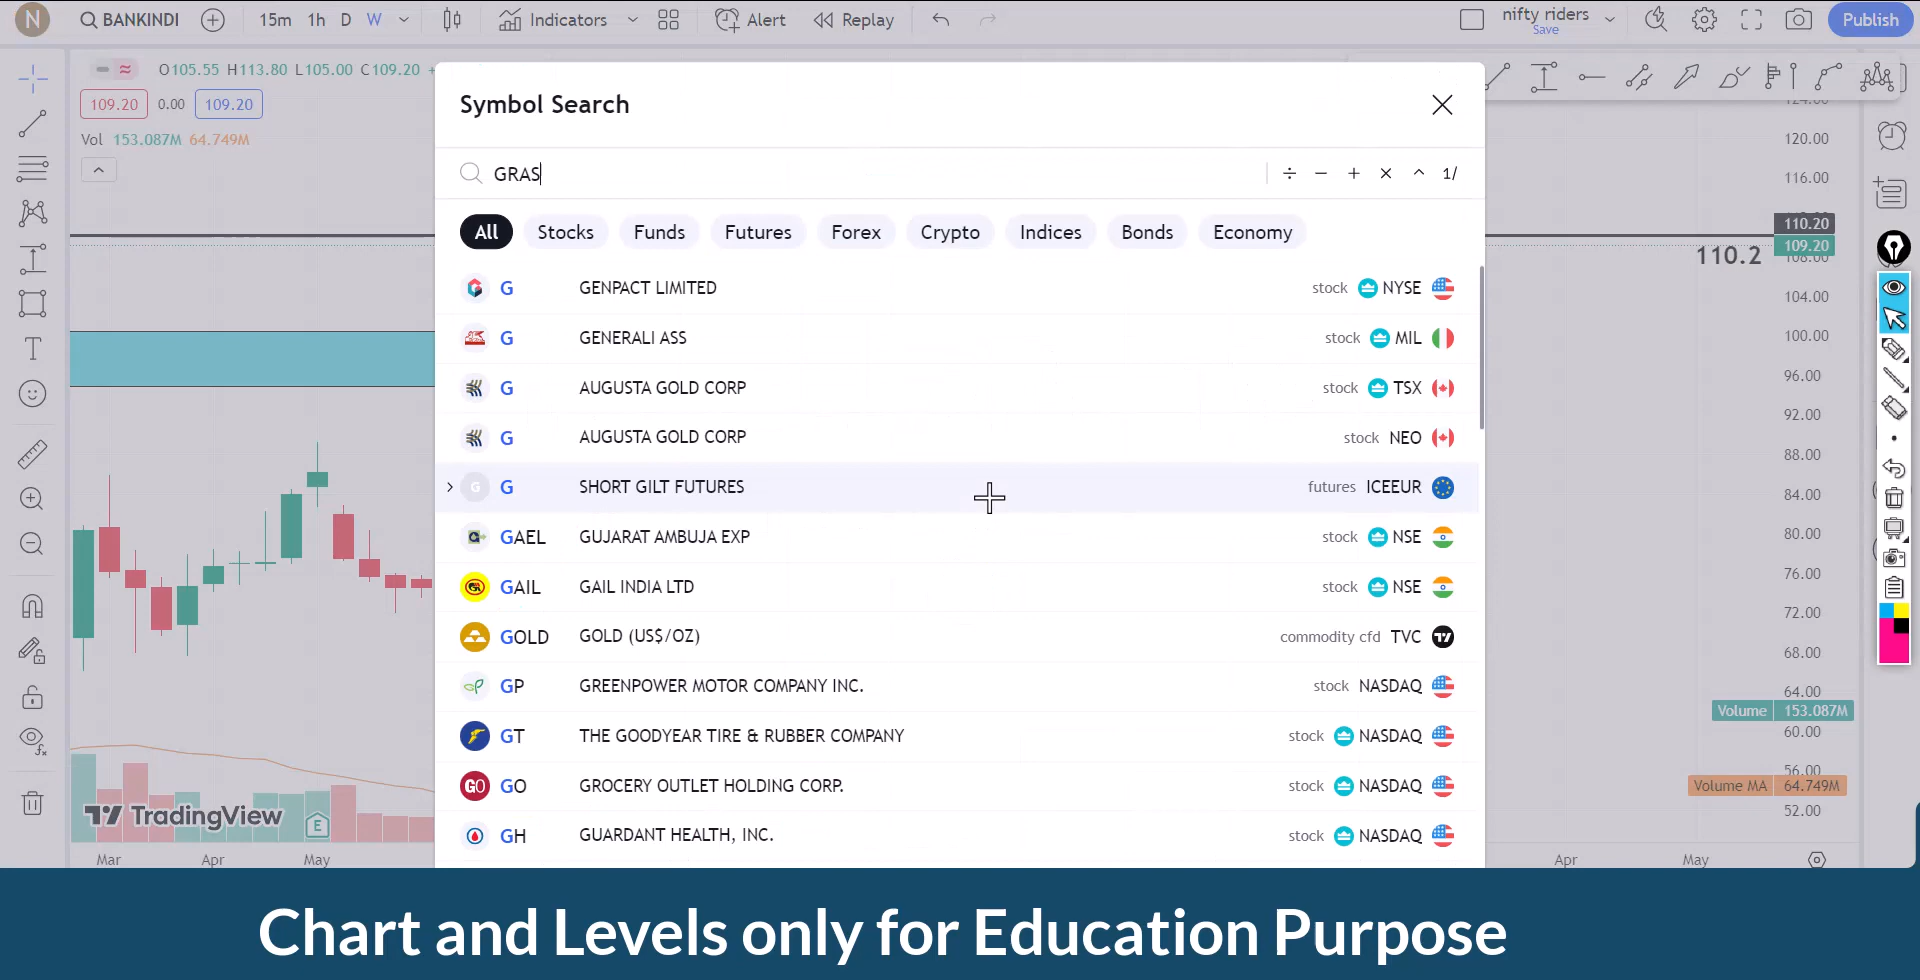 N BANKINDI 15m 1h D W Indicators Alert Replay nifty riders Save Publish
O105.55 H113.80 L105.00 C109.20 +
109.20 0.00 109.20
Vol 153.087M 64.749M
Symbol Search
GRAS
÷ − + × ^ 1/
All Stocks Funds Futures Forex Crypto Indices Bonds Economy
G GENPACT LIMITED stock NYSE
G GENERALI ASS stock MIL
G AUGUSTA GOLD CORP stock TSX
G AUGUSTA GOLD CORP stock NEO
G G SHORT GILT FUTURES futures ICEEUR
GAEL GUJARAT AMBUJA EXP stock NSE
GAIL GAIL INDIA LTD stock NSE
GOLD GOLD (US$/OZ) commodity cfd TVC
GP GREENPOWER MOTOR COMPANY INC. stock NASDAQ
GT THE GOODYEAR TIRE & RUBBER COMPANY stock NASDAQ
GO GO GROCERY OUTLET HOLDING CORP. stock NASDAQ
GH GUARDANT HEALTH, INC. stock NASDAQ
124.00
120.00
116.00
110.20
110.2
109.20
108.00
104.00
100.00
96.00
92.00
88.00
84.00
80.00
76.00
72.00
68.00
64.00
Volume 153.087M
60.00
56.00
Volume MA 64.749M
52.00
TradingView
E
Mar Apr May Apr May
Chart and Levels only for Education Purpose